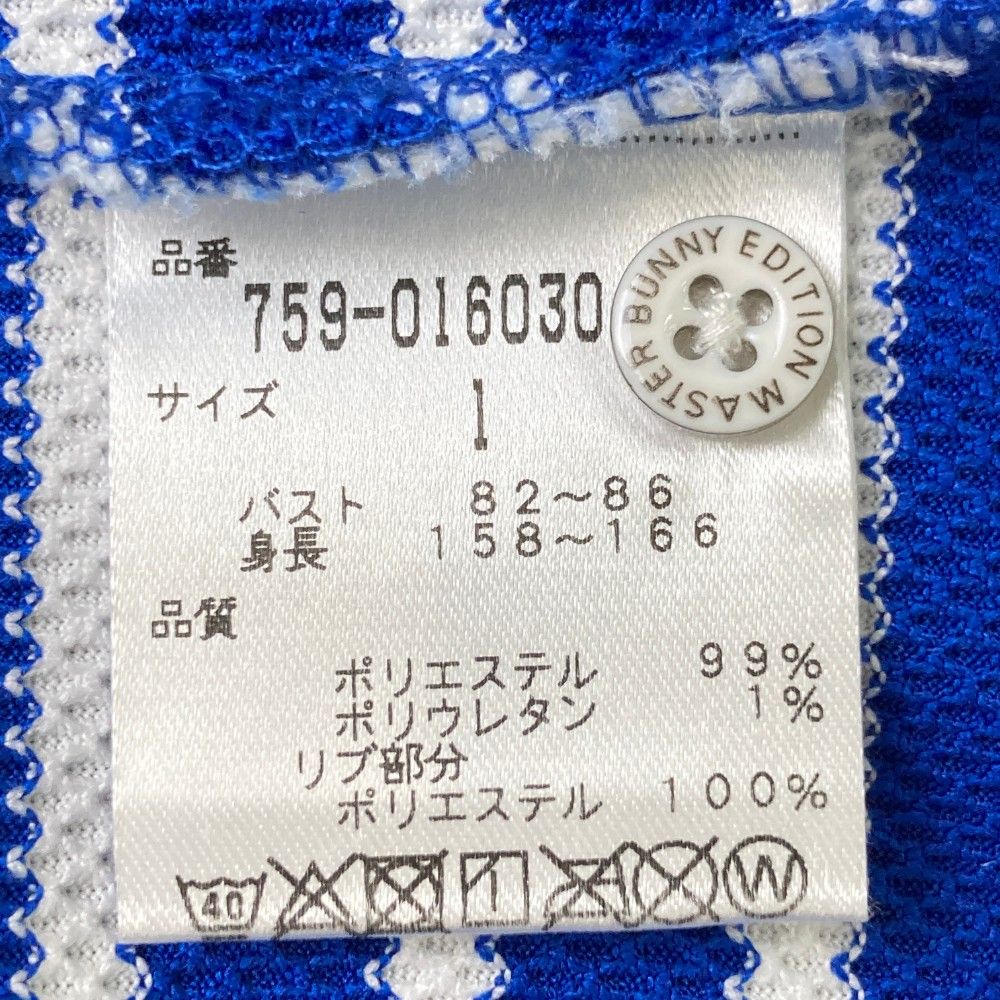 品番
759-016030
MASTER BUNNY EDITION
サイズ 1
バスト 82～86
身長 158～166
品質
ポリエステル 99%
ポリウレタン 1%
リブ部分
ポリエステル 100%
40
W